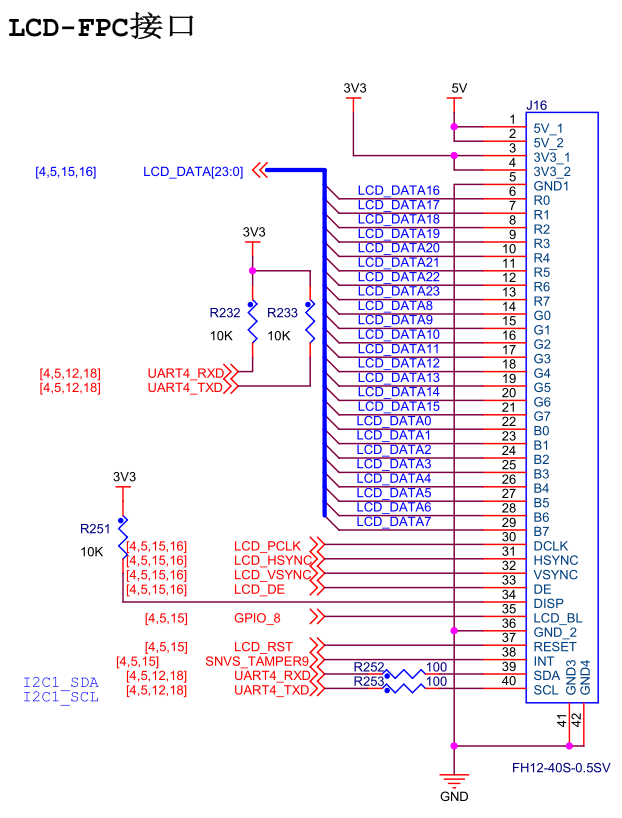 LCD-FPC接口
3V3 5V
J16
[4,5,15,16] LCD_DATA[23:0]
1 5V_1
2 5V_2
3 3V3_1
4 3V3_2
5 GND1
LCD_DATA16 6 R0
LCD_DATA17 7 R1
LCD_DATA18 8 R2
LCD_DATA19 9 R3
LCD_DATA20 10 R4
LCD_DATA21 11 R5
LCD_DATA22 12 R6
LCD_DATA23 13 R7
LCD_DATA8 14 G0
LCD_DATA9 15 G1
LCD_DATA10 16 G2
LCD_DATA11 17 G3
LCD_DATA12 18 G4
LCD_DATA13 19 G5
LCD_DATA14 20 G6
LCD_DATA15 21 G7
LCD_DATA0 22 B0
LCD_DATA1 23 B1
LCD_DATA2 24 B2
LCD_DATA3 25 B3
LCD_DATA4 26 B4
LCD_DATA5 27 B5
LCD_DATA6 28 B6
LCD_DATA7 29 B7
3V3
R232 R233
10K 10K
[4,5,12,18] UART4_RXD
[4,5,12,18] UART4_TXD
3V3
R251
10K
[4,5,15,16] LCD_PCLK 30 DCLK
[4,5,15,16] LCD_HSYNC 31 HSYNC
[4,5,15,16] LCD_VSYNC 32 VSYNC
[4,5,15,16] LCD_DE 33 DE
34 DISP
[4,5,15] GPIO_8 35 LCD_BL
36 GND_2
[4,5,15] LCD_RST 37 RESET
[4,5,15] SNVS_TAMPER9 38 INT
I2C1_SDA [4,5,12,18] UART4_RXD R252 100 39 SDA
I2C1_SCL [4,5,12,18] UART4_TXD R253 100 40 SCL
GND3 GND4
41 42
FH12-40S-0.5SV
GND